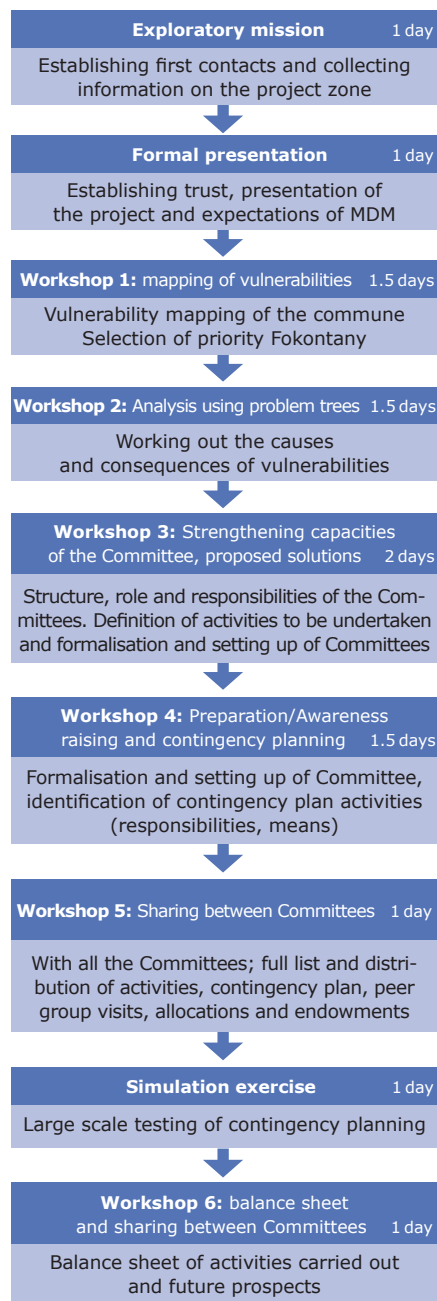 Exploratory mission 1 day
Establishing first contacts and collecting
information on the project zone
Formal presentation 1 day
Establishing trust, presentation of
the project and expectations of MDM
Workshop 1: mapping of vulnerabilities 1.5 days
Vulnerability mapping of the commune
Selection of priority Fokontany
Workshop 2: Analysis using problem trees 1.5 days
Working out the causes
and consequences of vulnerabilities
Workshop 3: Strengthening capacities
of the Committee, proposed solutions 2 days
Structure, role and responsibilities of the Com-
mittees. Definition of activities to be undertaken
and formalisation and setting up of Committees
Workshop 4: Preparation/Awareness
raising and contingency planning 1.5 days
Formalisation and setting up of Committee,
identification of contingency plan activities
(responsibilities, means)
Workshop 5: Sharing between Committees 1 day
With all the Committees; full list and distri-
bution of activities, contingency plan, peer
group visits, allocations and endowments
Simulation exercise 1 day
Large scale testing of contingency planning
Workshop 6: balance sheet
and sharing between Committees 1 day
Balance sheet of activities carried out
and future prospects